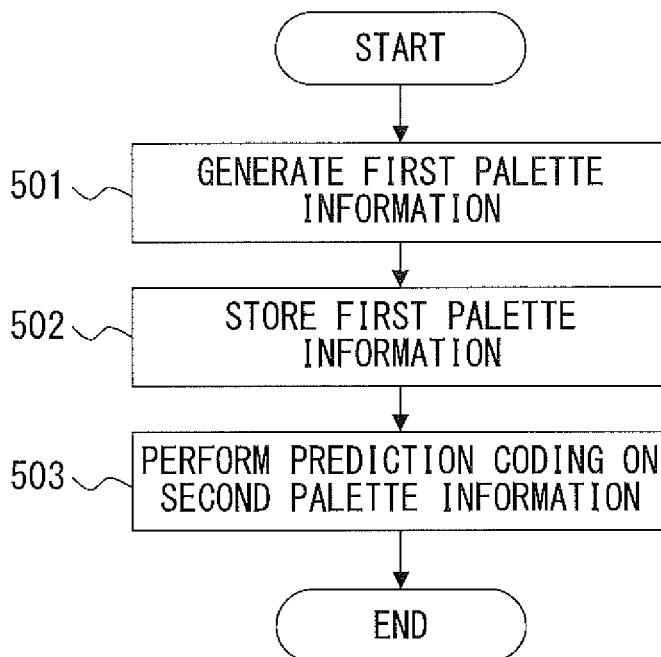 START
501
GENERATE FIRST PALETTE
INFORMATION
502
STORE FIRST PALETTE
INFORMATION
503
PERFORM PREDICTION CODING ON
SECOND PALETTE INFORMATION
END